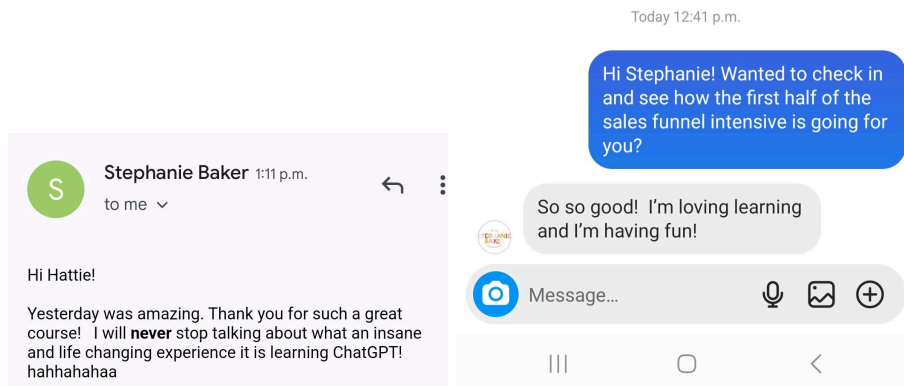 S
Stephanie Baker 1:11 p.m.
to me
Hi Hattie!
Yesterday was amazing. Thank you for such a great
course!   I will never stop talking about what an insane
and life changing experience it is learning ChatGPT!
hahhahahaa
Today 12:41 p.m.
Hi Stephanie! Wanted to check in
and see how the first half of the
sales funnel intensive is going for
you?
So so good!  I'm loving learning
and I'm having fun!
STEPHANIE
BAKER
Message...